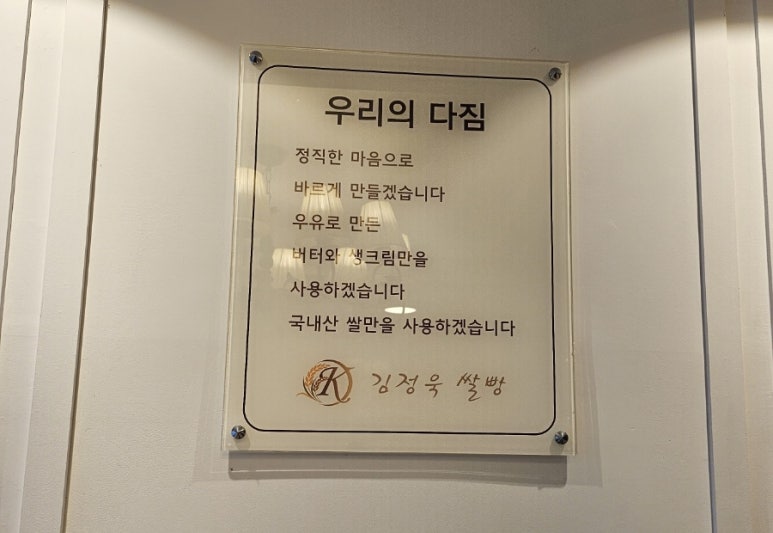 우리의 다짐
정직한 마음으로
바르게 만들겠습니다
우유로 만든
버터와 생크림만을
사용하겠습니다
국내산 쌀만을 사용하겠습니다
K 김정욱 쌀빵